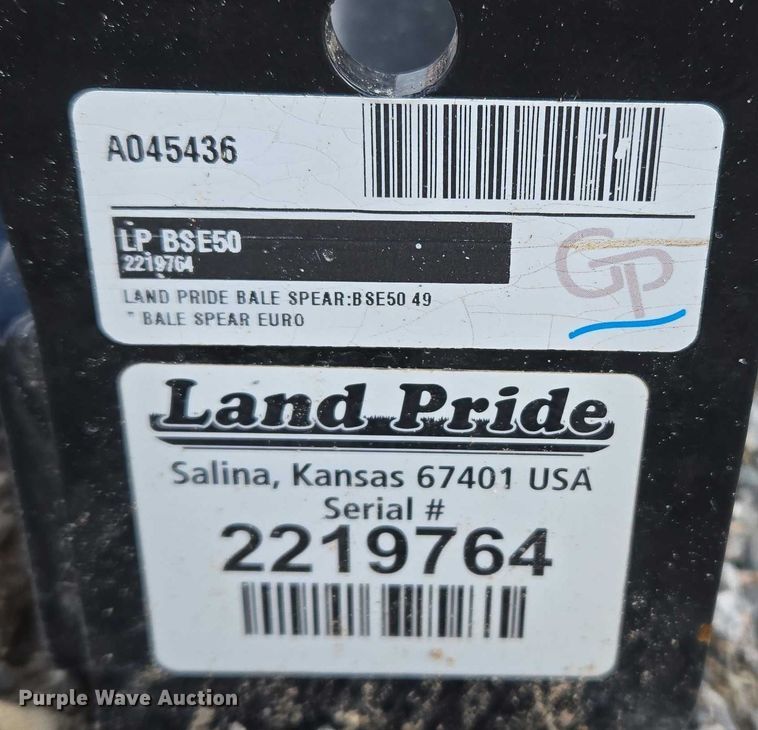 A045436
LP BSE50
2219764
LAND PRIDE BALE SPEAR:BSE50 49
" BALE SPEAR EURO
GP
Land Pride
Salina, Kansas 67401 USA
Serial #
2219764
Purple Wave Auction